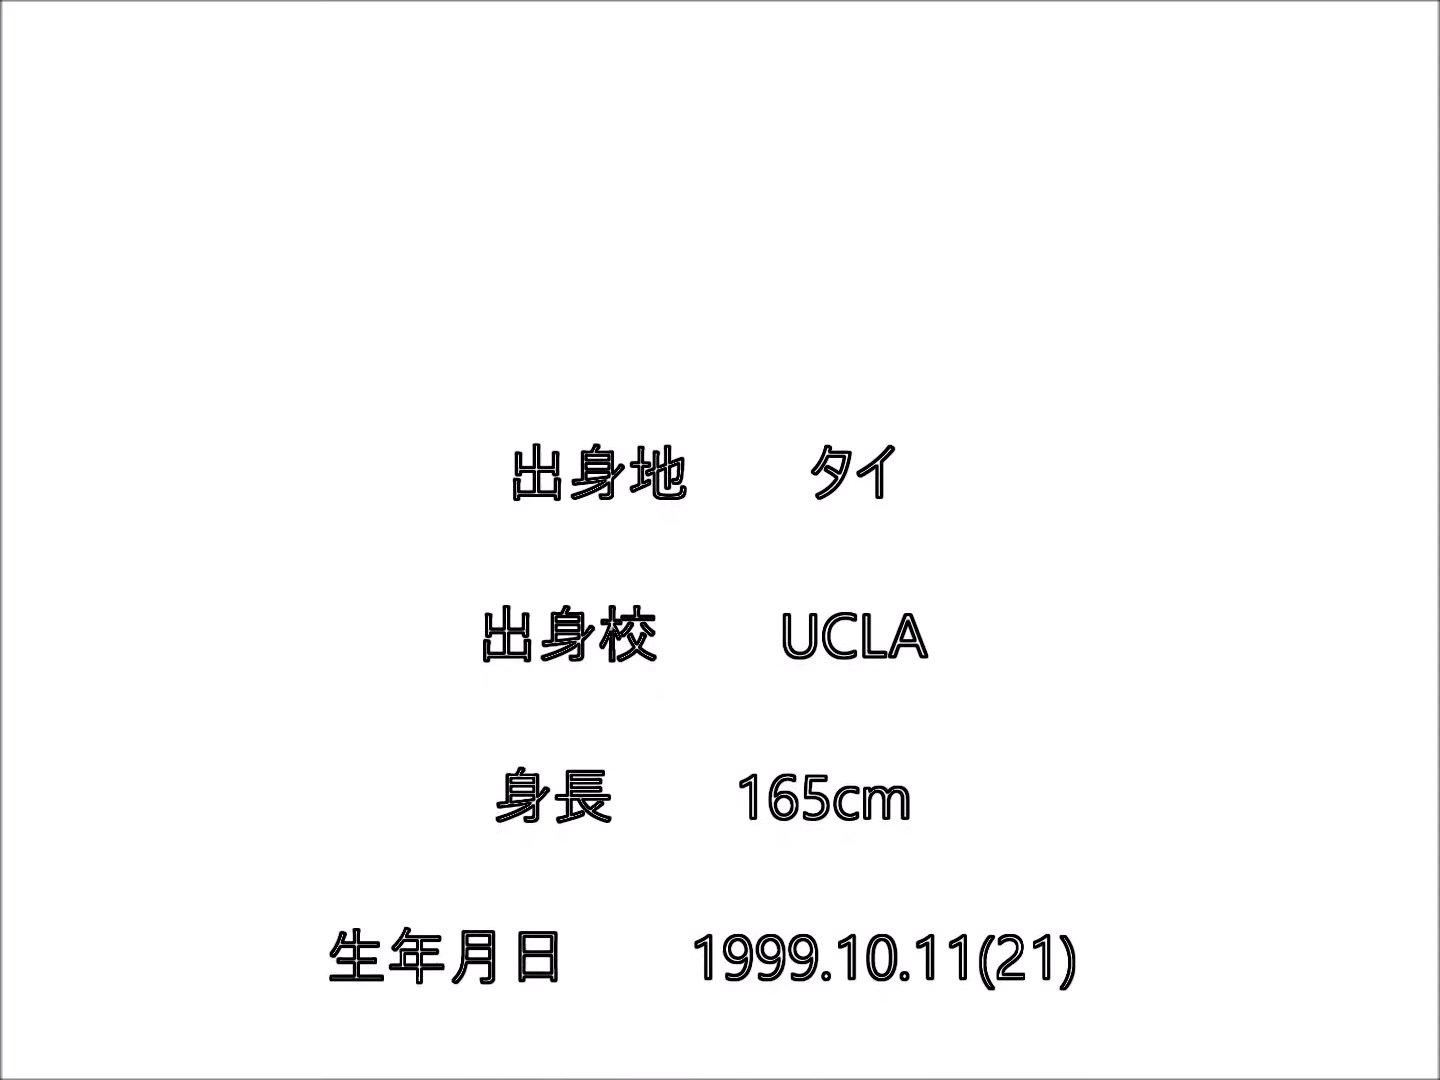 出身地 タイ
出身校 UCLA
身長 165cm
生年月日 1999.10.11(21)